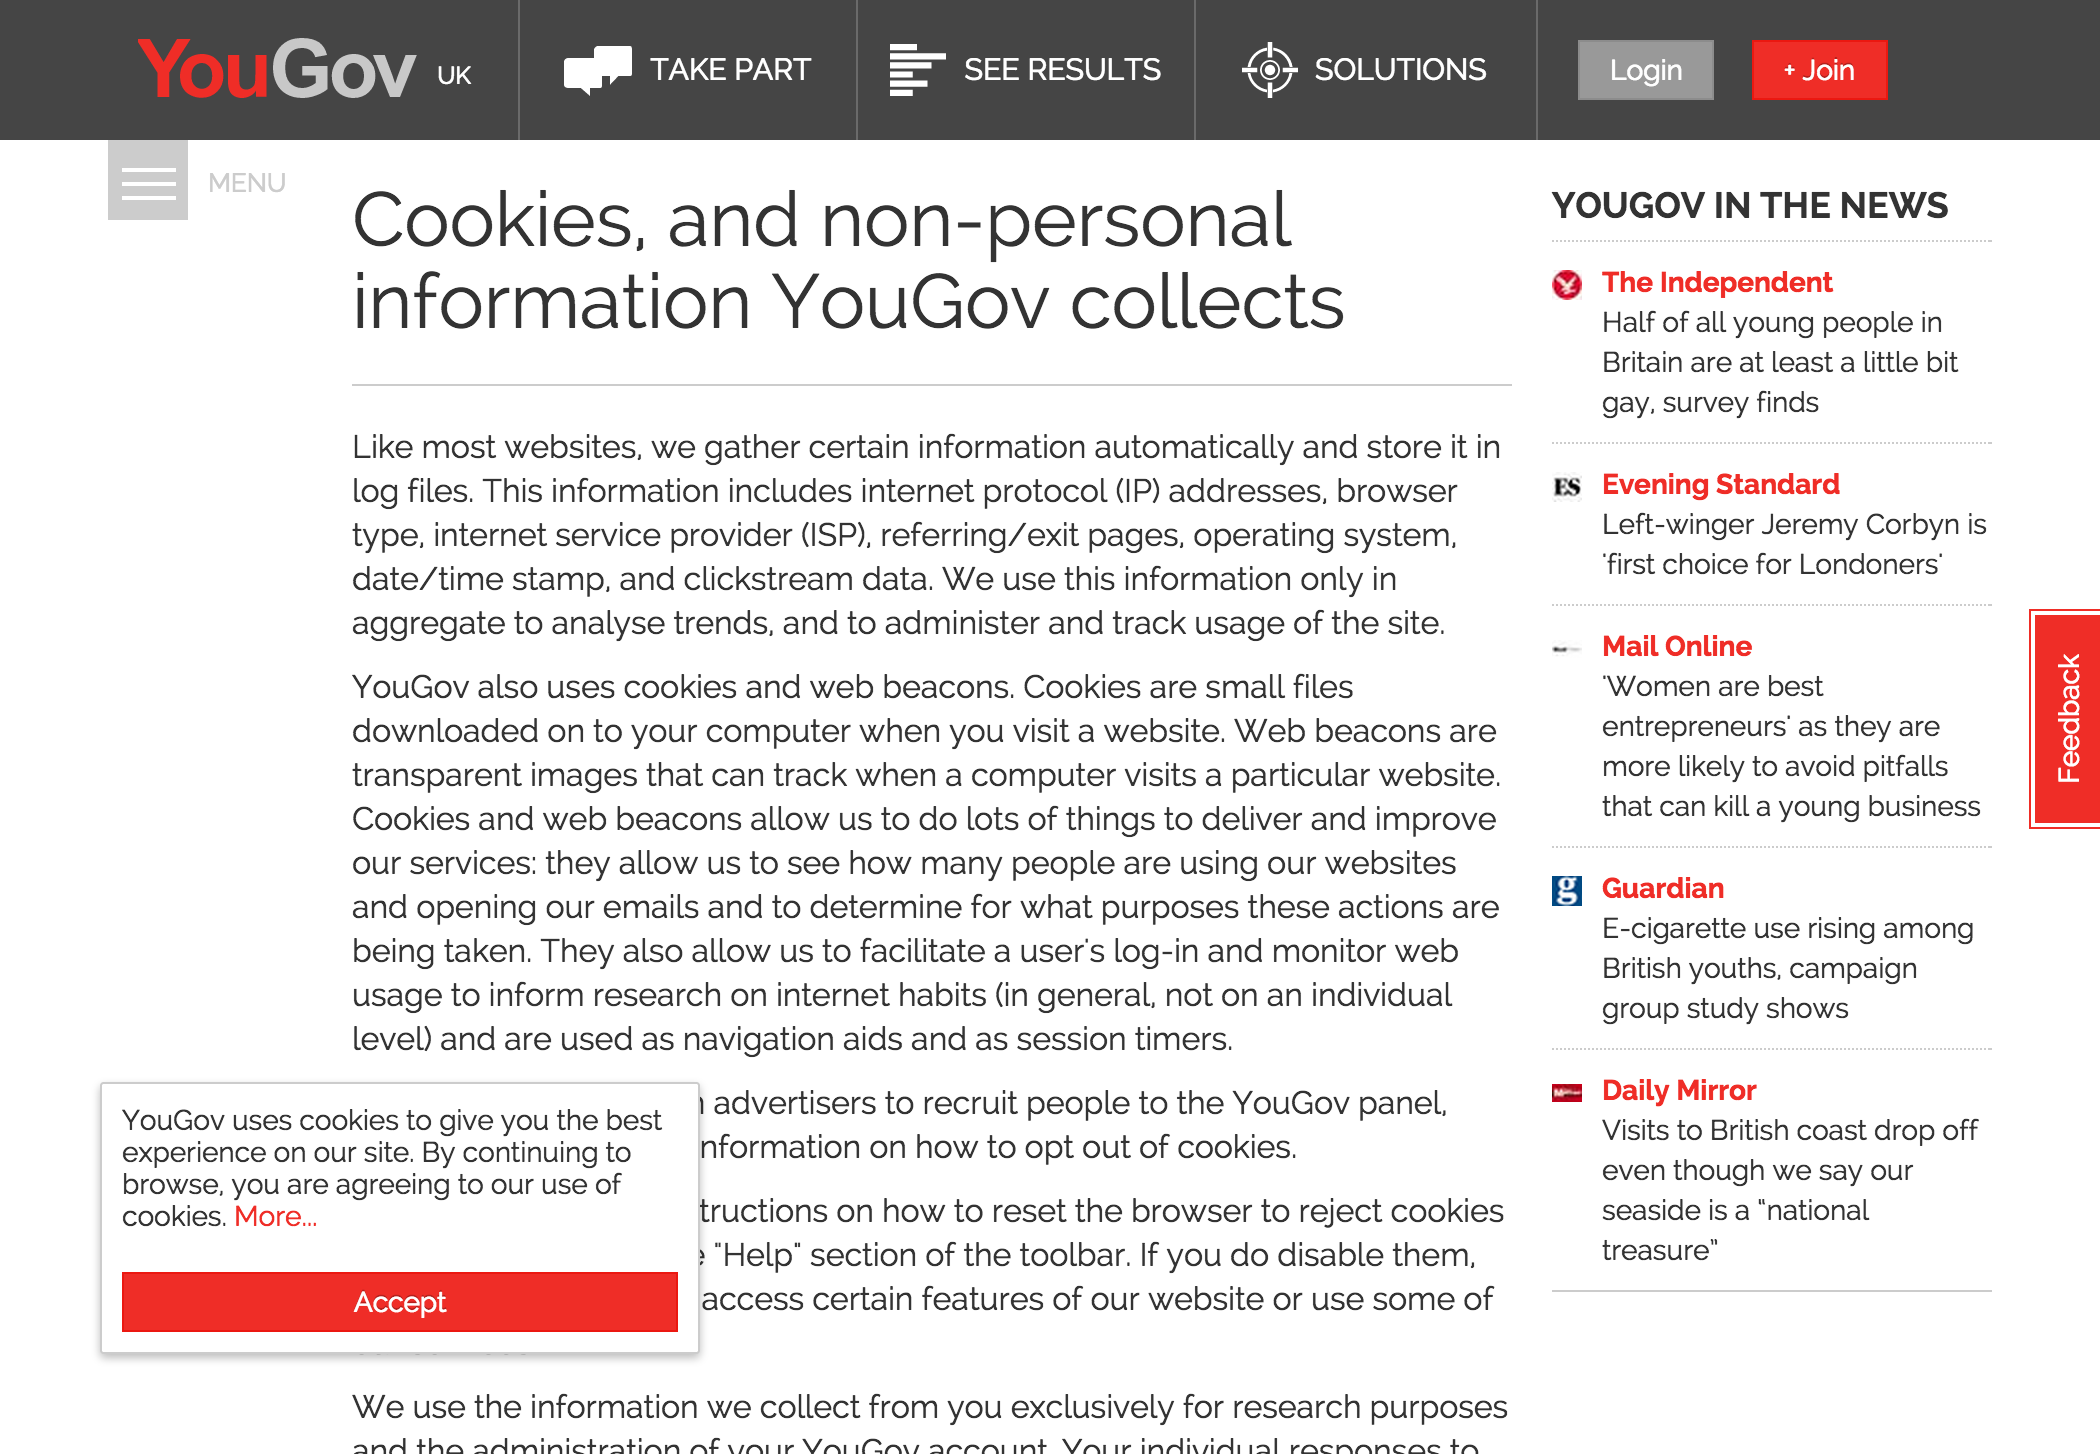 YouGov UK
TAKE PART
SEE RESULTS
SOLUTIONS
Login
+ Join
MENU
Cookies, and non-personal
information YouGov collects
Like most websites, we gather certain information automatically and store it in
log files. This information includes internet protocol (IP) addresses, browser
type, internet service provider (ISP), referring/exit pages, operating system,
date/time stamp, and clickstream data. We use this information only in
aggregate to analyse trends, and to administer and track usage of the site.
YouGov also uses cookies and web beacons. Cookies are small files
downloaded on to your computer when you visit a website. Web beacons are
transparent images that can track when a computer visits a particular website.
Cookies and web beacons allow us to do lots of things to deliver and improve
our services: they allow us to see how many people are using our websites
and opening our emails and to determine for what purposes these actions are
being taken. They also allow us to facilitate a user's log-in and monitor web
usage to inform research on internet habits (in general, not on an individual
level) and are used as navigation aids and as session timers.
advertisers to recruit people to the YouGov panel,
nformation on how to opt out of cookies.
tructions on how to reset the browser to reject cookies
"Help" section of the toolbar. If you do disable them,
access certain features of our website or use some of
We use the information we collect from you exclusively for research purposes
and the administration of your YouGov account. Your individual responses to
YouGov uses cookies to give you the best
experience on our site. By continuing to
browse, you are agreeing to our use of
cookies. More...
Accept
YOUGOV IN THE NEWS
The Independent
Half of all young people in
Britain are at least a little bit
gay, survey finds
ES
Evening Standard
Left-winger Jeremy Corbyn is
'first choice for Londoners'
Mail Online
'Women are best
entrepreneurs' as they are
more likely to avoid pitfalls
that can kill a young business
g
Guardian
E-cigarette use rising among
British youths, campaign
group study shows
Daily Mirror
Visits to British coast drop off
even though we say our
seaside is a “national
treasure”
Feedback